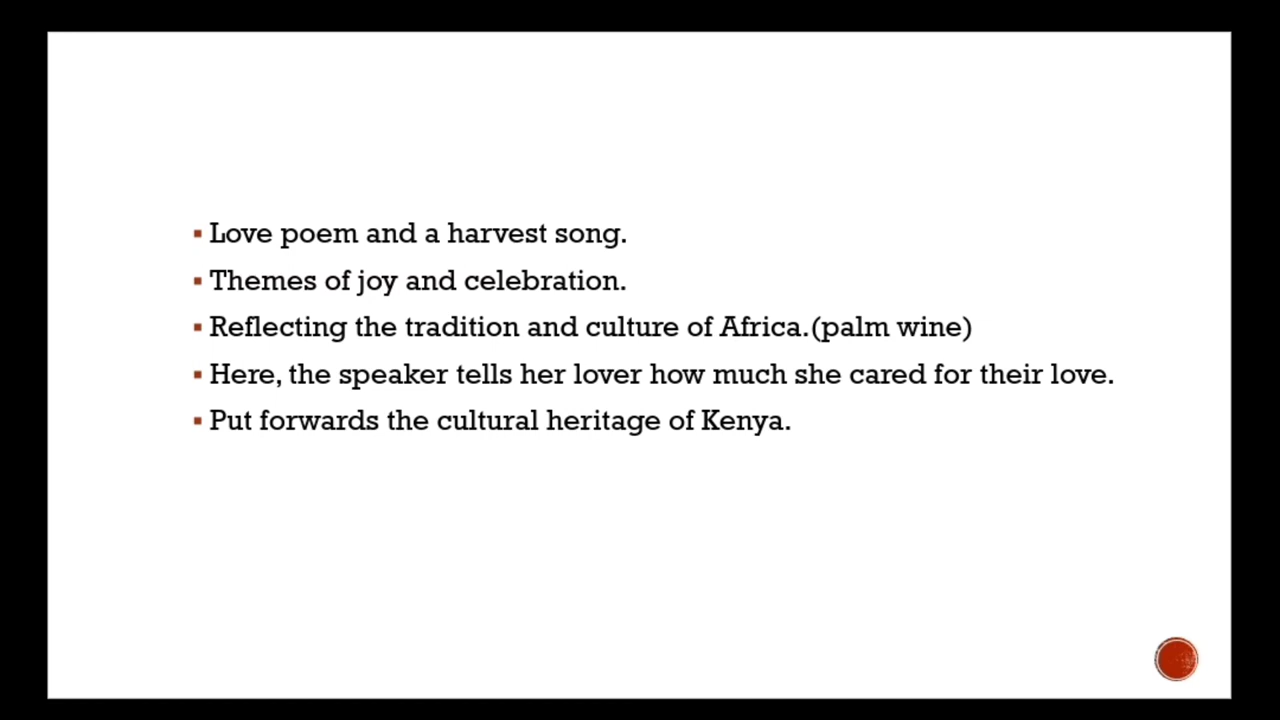 Love poem and a harvest song.
Themes of joy and celebration.
Reflecting the tradition and culture of Africa.(palm wine)
Here, the speaker tells her lover how much she cared for their love.
Put forwards the cultural heritage of Kenya.